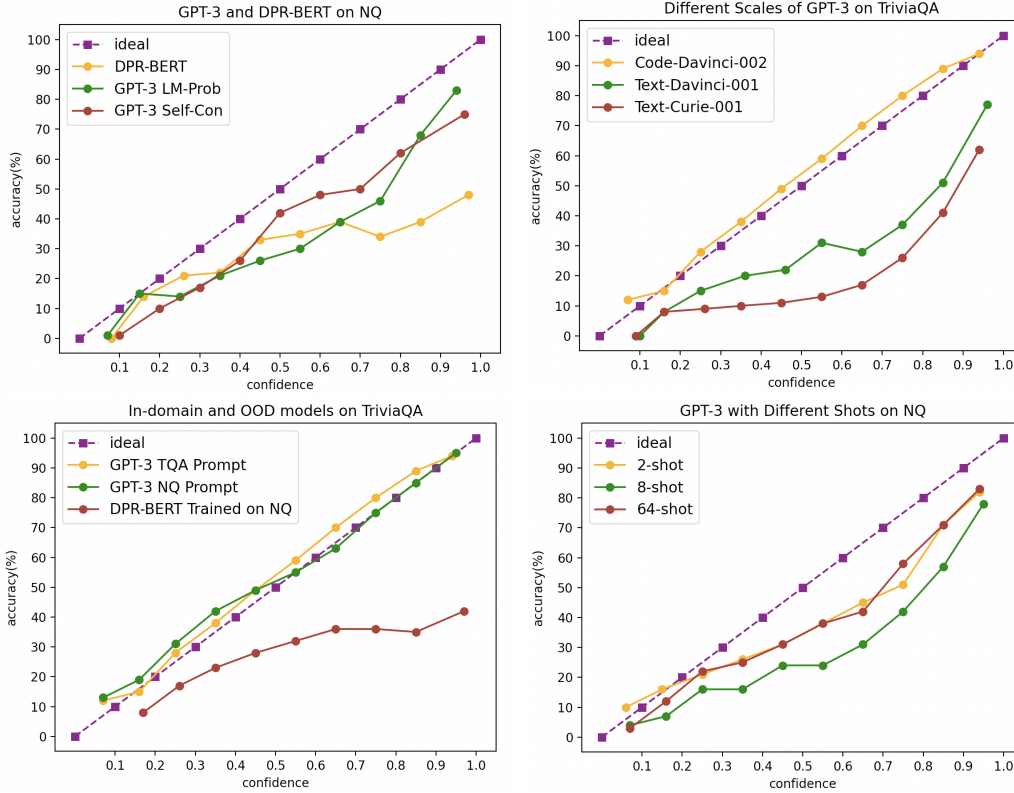 GPT-3 and DPR-BERT on NQ
ideal
DPR-BERT
GPT-3 LM-Prob
GPT-3 Self-Con
accuracy(%)
100
90
80
70
60
50
40
30
20
10
0
0.1 0.2 0.3 0.4 0.5 0.6 0.7 0.8 0.9 1.0
confidence
Different Scales of GPT-3 on TriviaQA
ideal
Code-Davinci-002
Text-Davinci-001
Text-Curie-001
accuracy(%)
100
90
80
70
60
50
40
30
20
10
0
0.1 0.2 0.3 0.4 0.5 0.6 0.7 0.8 0.9 1.0
confidence
In-domain and OOD models on TriviaQA
ideal
GPT-3 TQA Prompt
GPT-3 NQ Prompt
DPR-BERT Trained on NQ
accuracy(%)
100
90
80
70
60
50
40
30
20
10
0
0.1 0.2 0.3 0.4 0.5 0.6 0.7 0.8 0.9 1.0
confidence
GPT-3 with Different Shots on NQ
ideal
2-shot
8-shot
64-shot
accuracy(%)
100
90
80
70
60
50
40
30
20
10
0
0.1 0.2 0.3 0.4 0.5 0.6 0.7 0.8 0.9 1.0
confidence